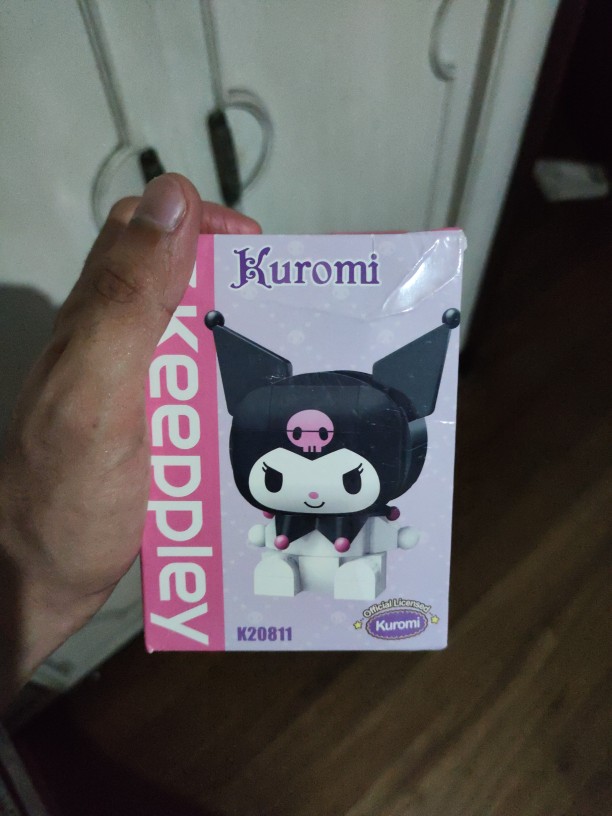 Kuromi
keeppley
K20811
Official Licensed
Kuromi